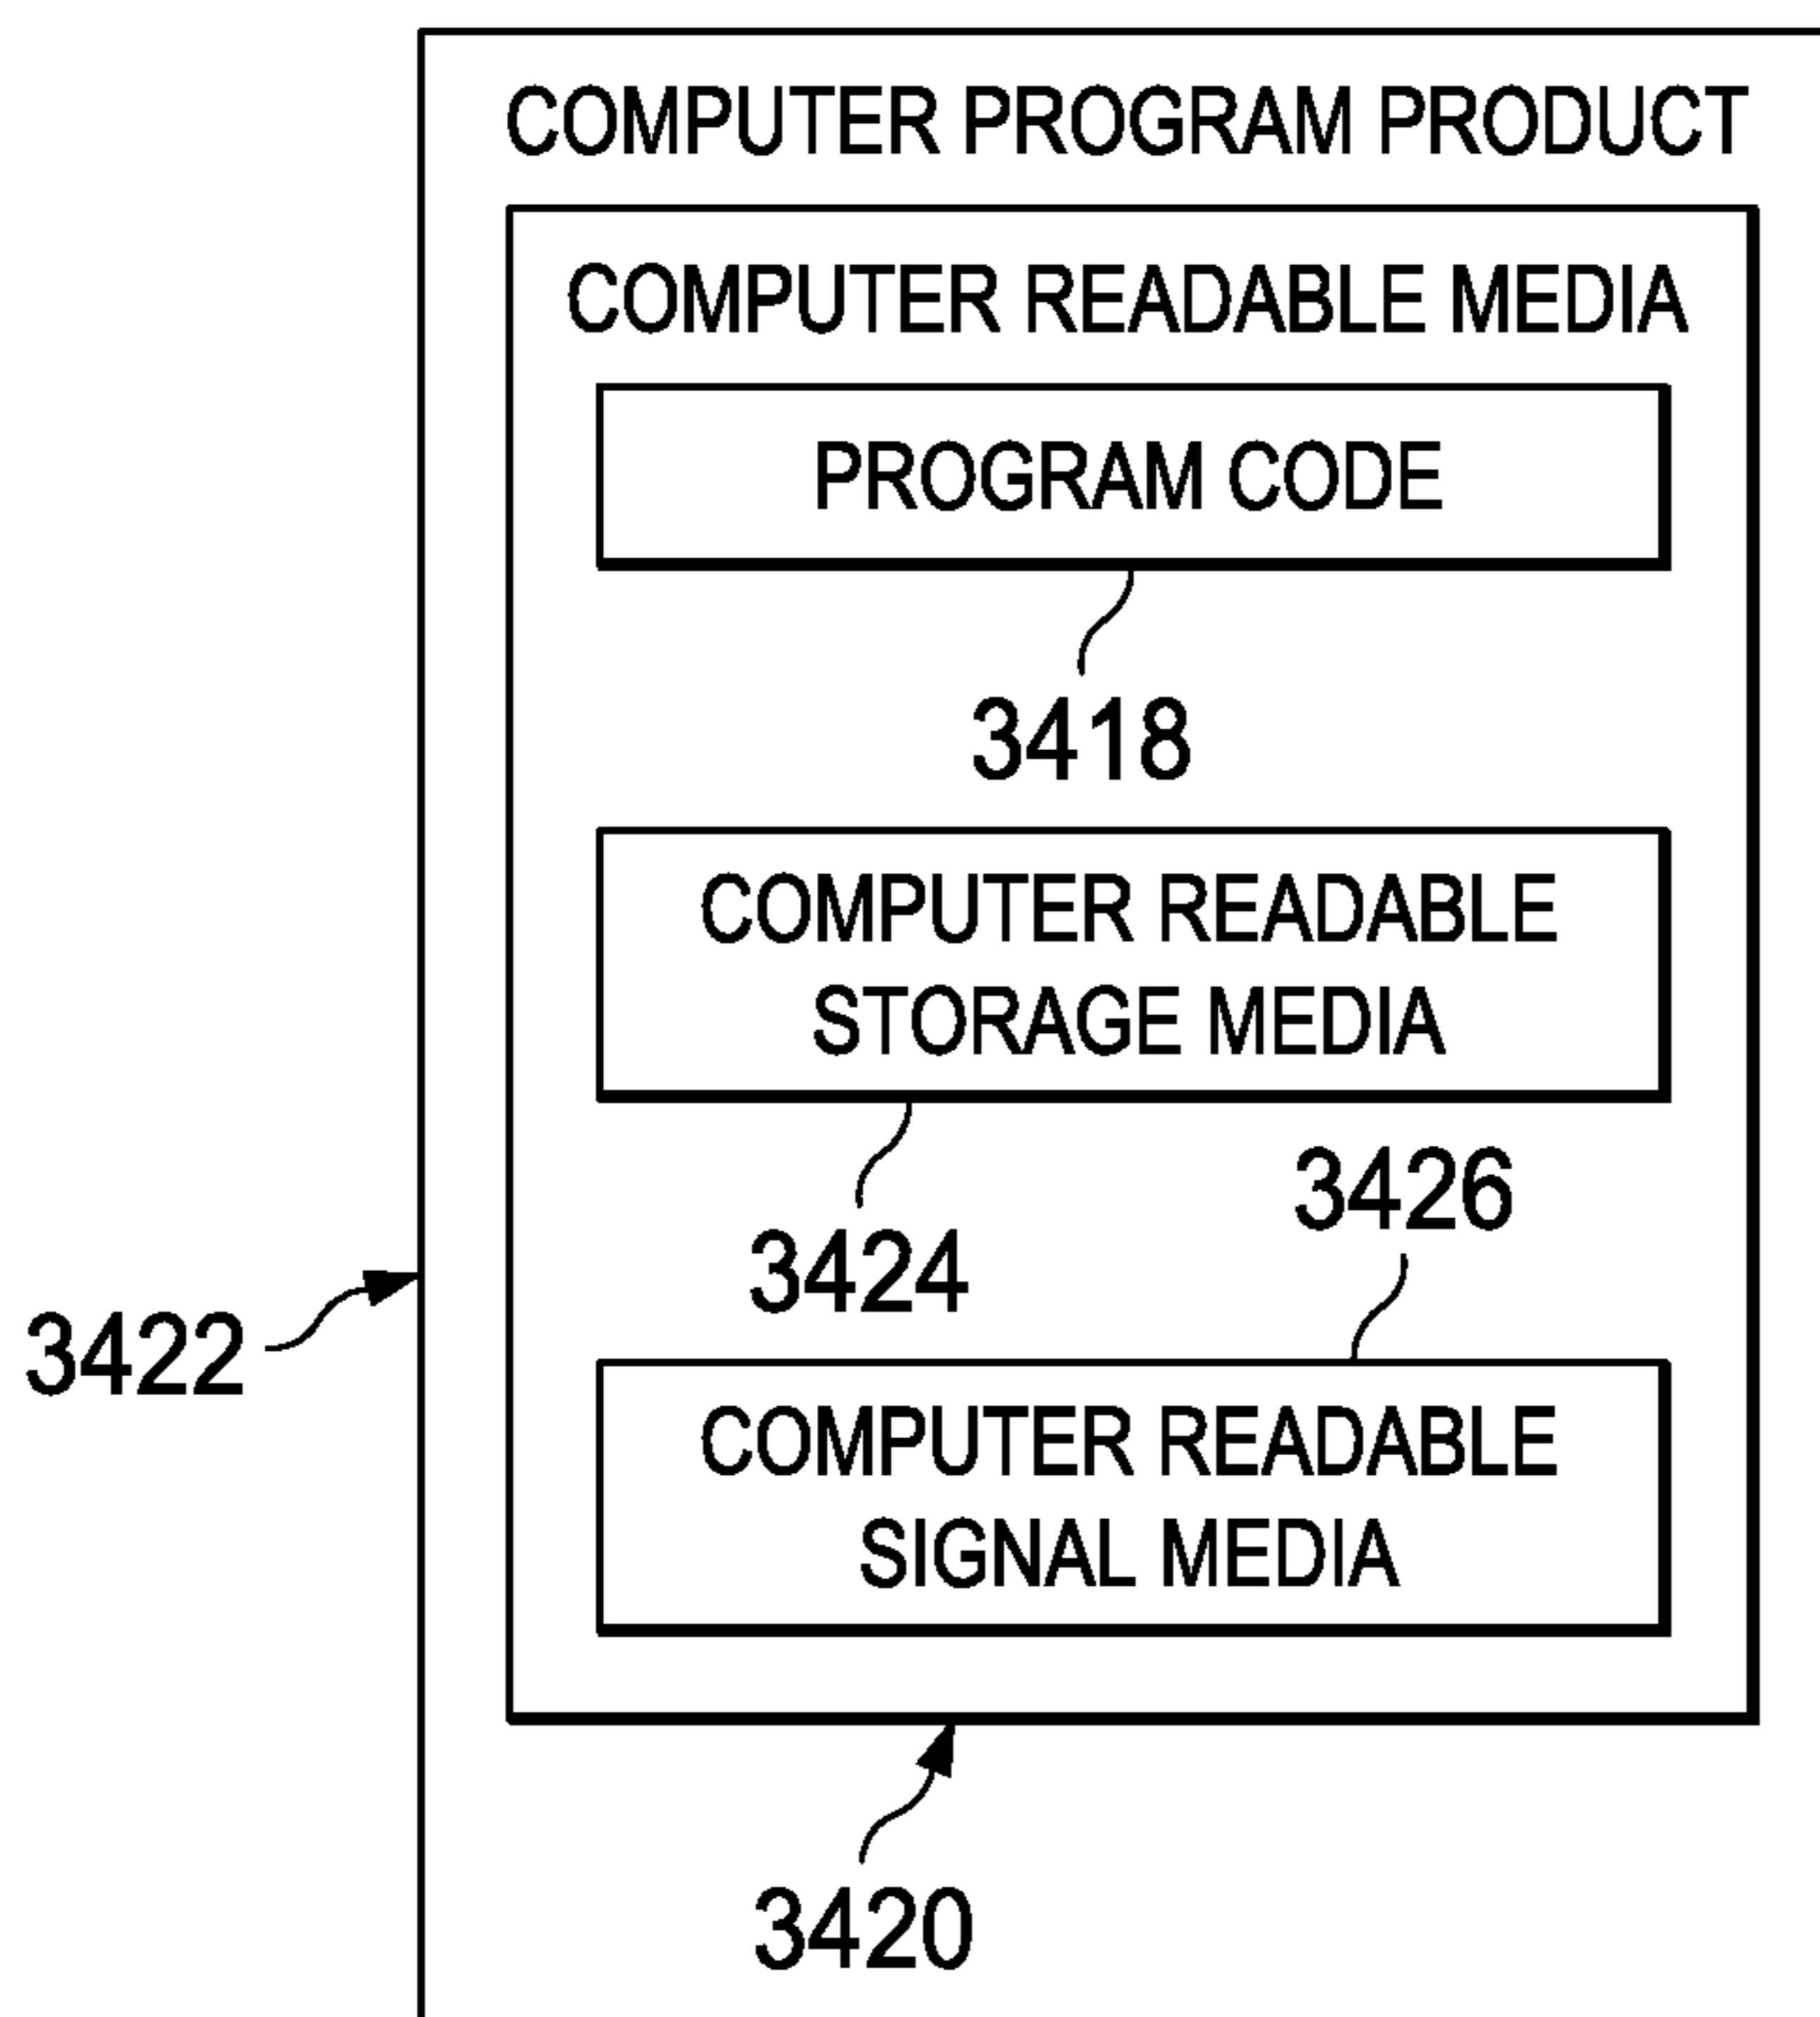 COMPUTER PROGRAM PRODUCT
COMPUTER READABLE MEDIA
PROGRAM CODE
3418
COMPUTER READABLE
STORAGE MEDIA
3426
3424
3422
COMPUTER READABLE
SIGNAL MEDIA
3420